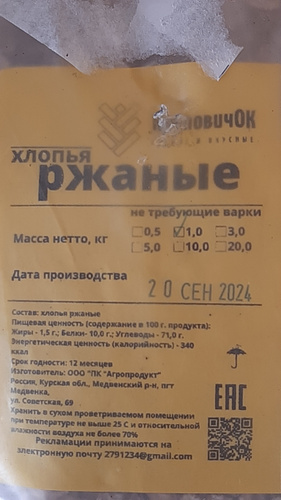 ХЛОПЬЯ
ржаные
не требующие варки
Масса нетто, кг
0,5 1,0 3,0
5,0 10,0 20,0
Дата производства
20 СЕН 2024
Состав: хлопья ржаные
Пищевая ценность (содержание в 100 г. продукта):
Жиры - 1,5 г.; Белки- 10,0 г.; Углеводы - 71,0 г.
Энергетическая ценность (калорийность) - 340
ккал
Срок годности: 12 месяцев
Изготовитель: ООО "ПК "Агропродукт"
Россия, Курская обл., Медвенский р-н, пгт
Медвенка,
ул. Советская, 69
Хранить в сухом проветриваемом помещении
при температуре не выше 25 С и относительной
влажности воздуха не более 70%
Рекламации принимаются на
электронную почту 2791234@gmail.com
ЕАС